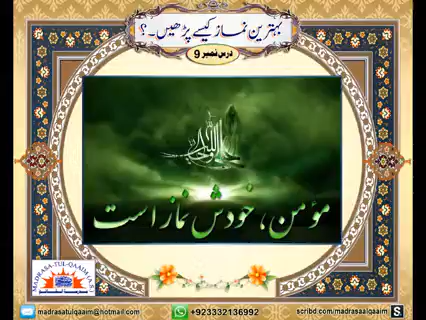 بہترین نماز کیسے پڑھیں۔؟
درس نمبر 9
مؤمن، خودش نماز است
MADRASA-TUL-QAAIM
madrasatulqaaim@hotmail.com
+923332136992
scribd.com/madrasaalqaaim